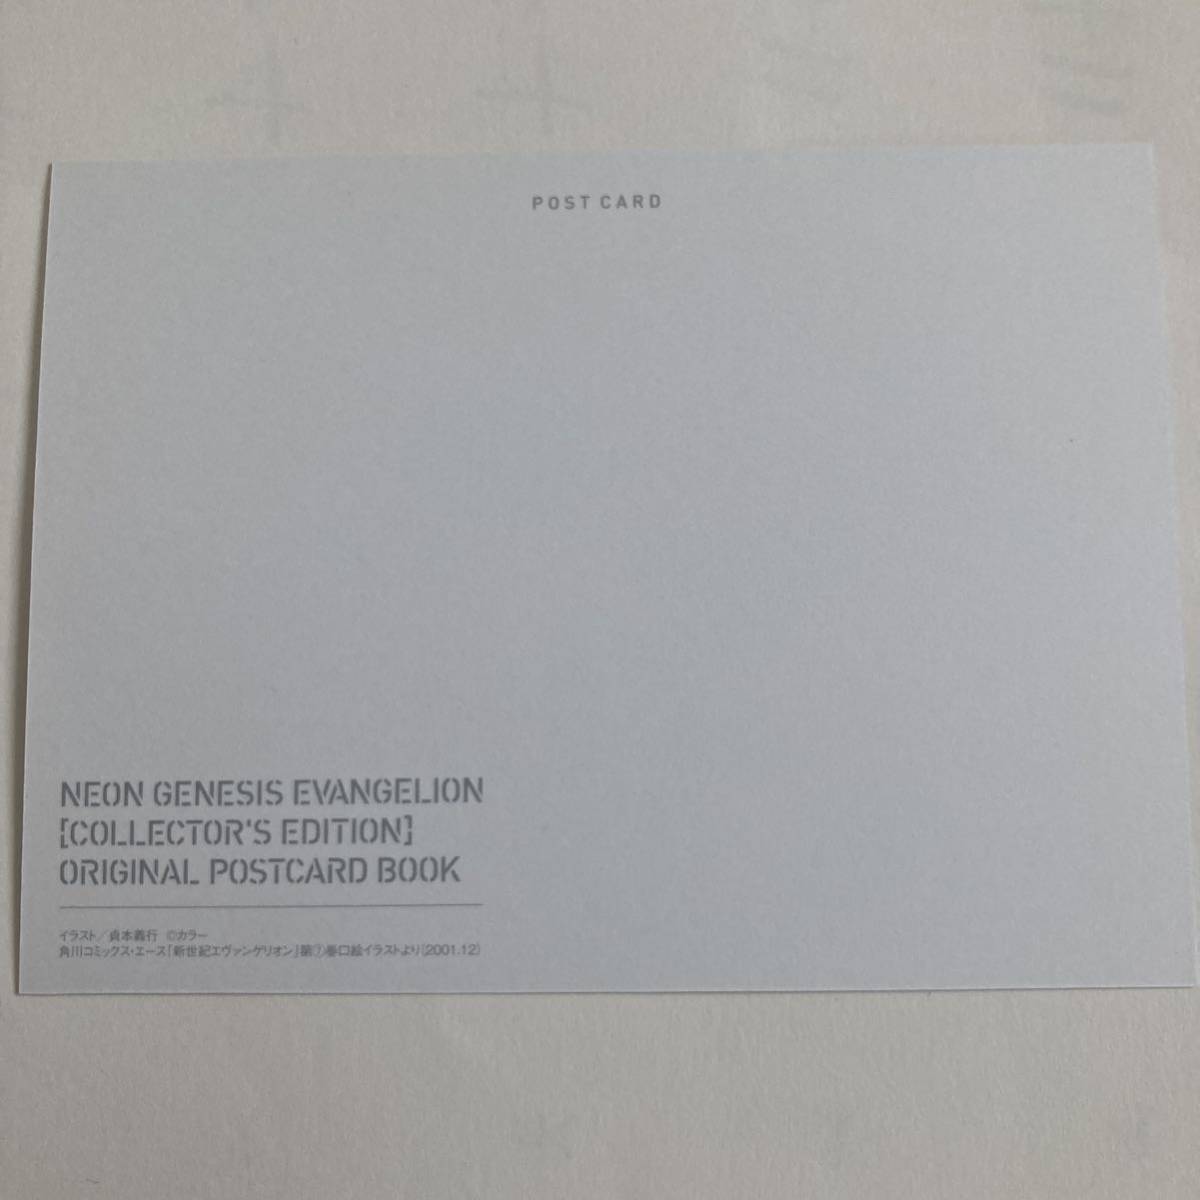 POST CARD
NEON GENESIS EVANGELION
[COLLECTOR'S EDITION]
ORIGINAL POSTCARD BOOK
イラスト／貞本義行 ©カラー
角川コミックス・エース「新世紀エヴァンゲリオン」第⑦巻口絵イラストより(2001.12)